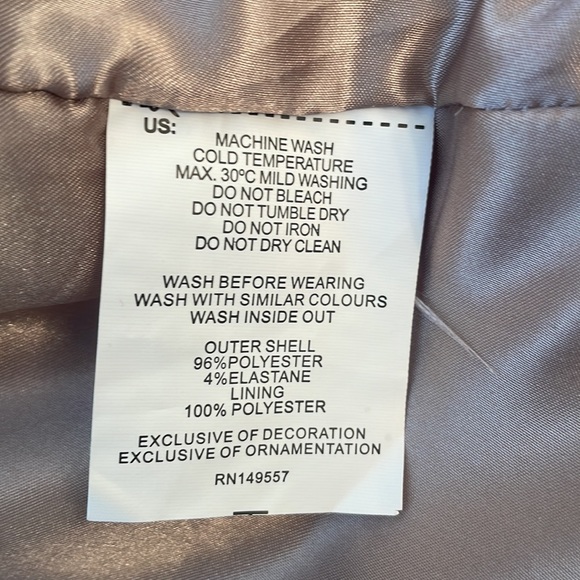 US:
MACHINE WASH
COLD TEMPERATURE
MAX. 30ºC MILD WASHING
DO NOT BLEACH
DO NOT TUMBLE DRY
DO NOT IRON
DO NOT DRY CLEAN
WASH BEFORE WEARING
WASH WITH SIMILAR COLOURS
WASH INSIDE OUT
OUTER SHELL
96%POLYESTER
4%ELASTANE
LINING
100% POLYESTER
EXCLUSIVE OF DECORATION
EXCLUSIVE OF ORNAMENTATION
RN149557